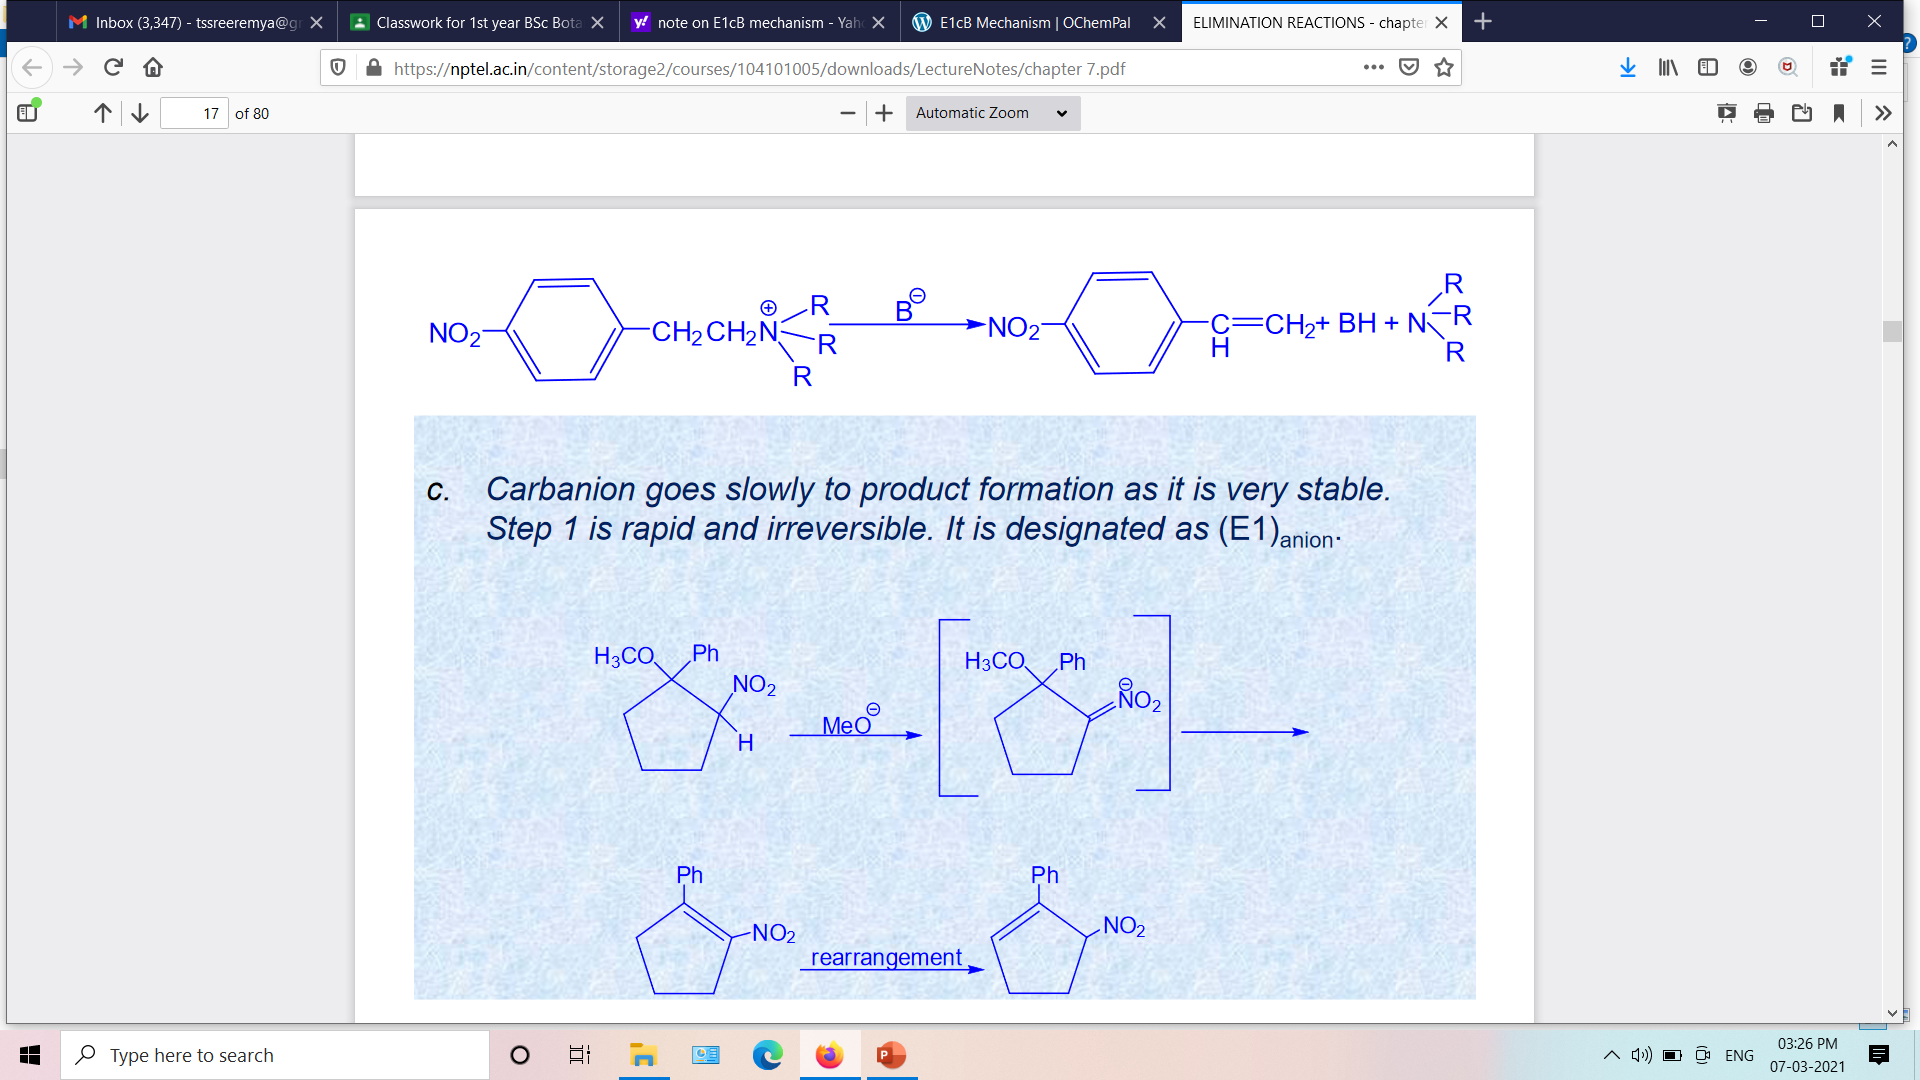 Inbox (3,347) - tssreeremya@g
Classwork for 1st year BSc Bota
note on E1cB mechanism - Yah
E1cB Mechanism | OChemPal
ELIMINATION REACTIONS - chapte
https://nptel.ac.in/content/storage2/courses/104101005/downloads/LectureNotes/chapter 7.pdf
17 of 80
Automatic Zoom
NO2 CH2CH2N⊕ R R R B⊖ NO2 C=CH2 + BH + N R R R
H
c. Carbanion goes slowly to product formation as it is very stable.
Step 1 is rapid and irreversible. It is designated as (E1)anion.
H3CO Ph NO2 H MeO⊖ H3CO Ph ⊖NO2
Ph NO2 rearrangement Ph NO2
Type here to search
ENG
03:26 PM
07-03-2021